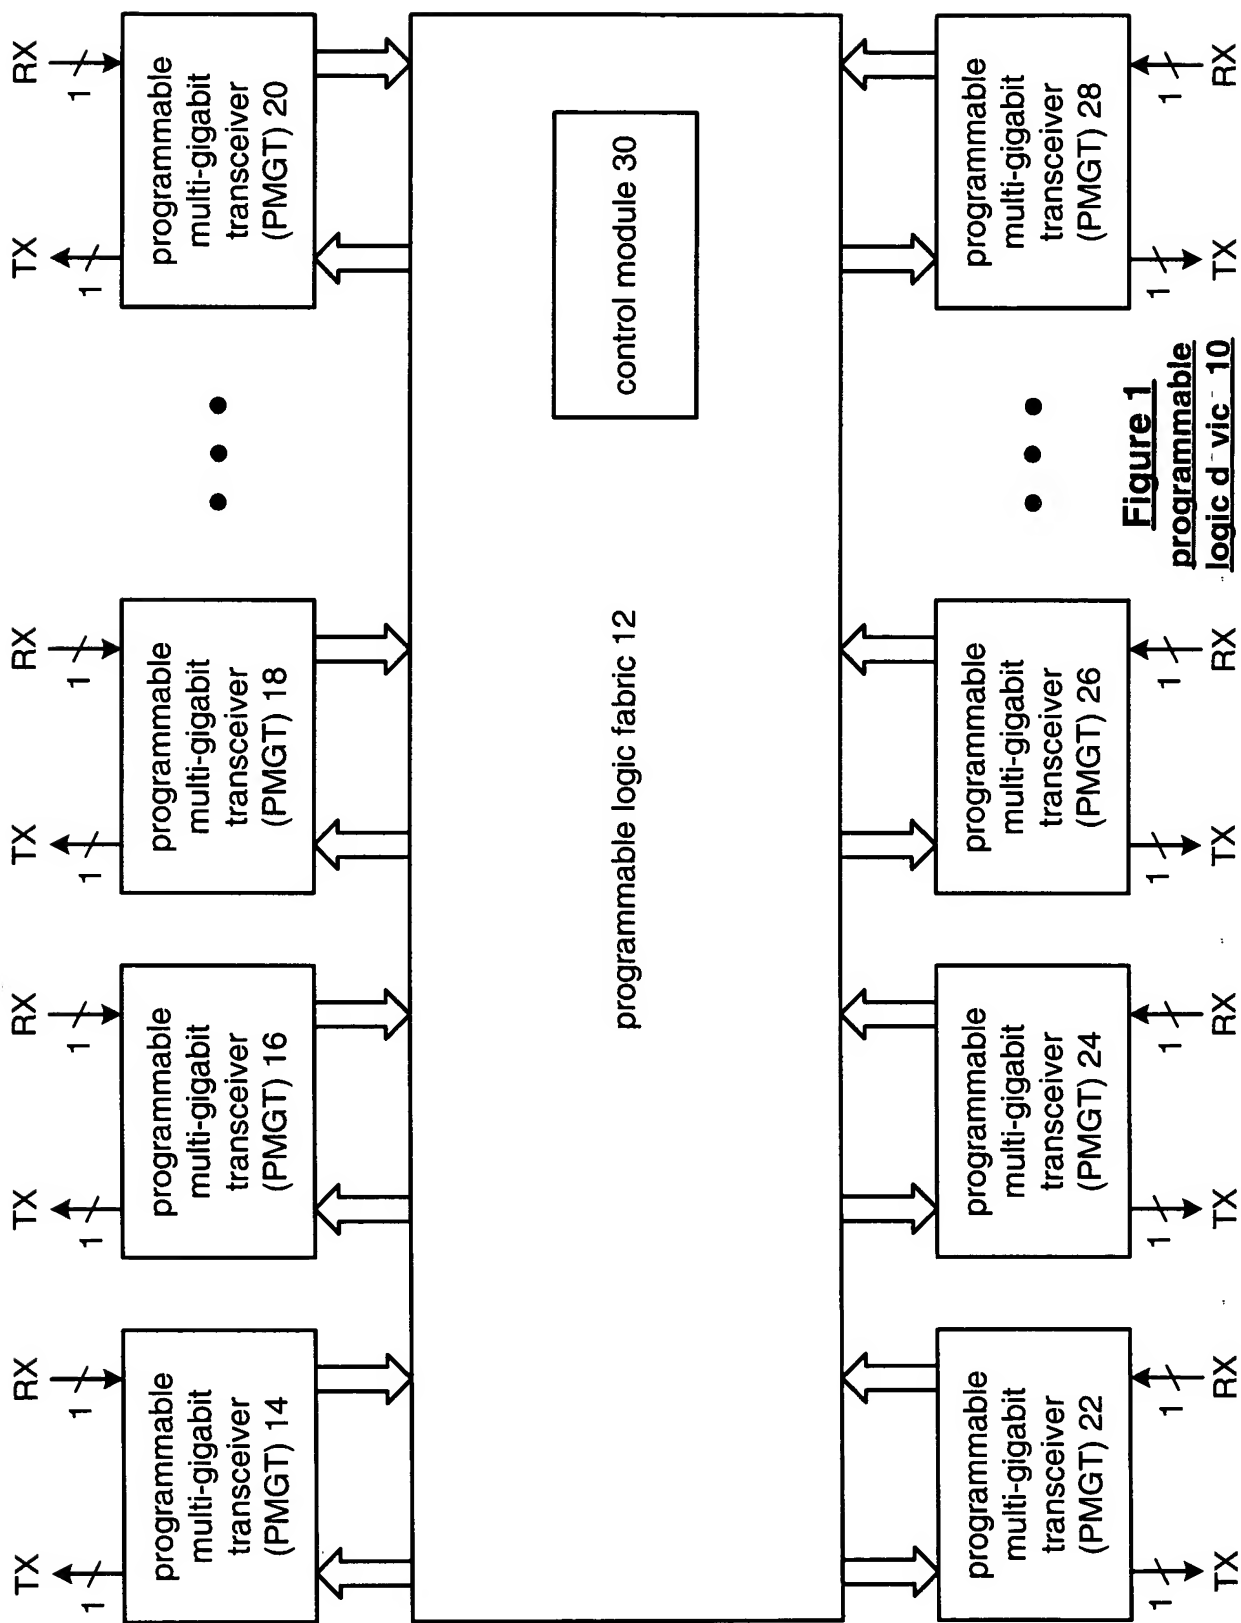 TX
RX
TX
RX
TX
RX
TX
RX
1
1
1
1
1
1
1
1
programmable
multi-gigabit
transceiver
(PMGT) 14
programmable
multi-gigabit
transceiver
(PMGT) 16
programmable
multi-gigabit
transceiver
(PMGT) 18
programmable
multi-gigabit
transceiver
(PMGT) 20
programmable logic fabric 12
control module 30
programmable
multi-gigabit
transceiver
(PMGT) 22
programmable
multi-gigabit
transceiver
(PMGT) 24
programmable
multi-gigabit
transceiver
(PMGT) 26
programmable
multi-gigabit
transceiver
(PMGT) 28
1
1
1
1
1
1
1
1
TX
RX
TX
RX
TX
RX
TX
RX
Figure 1
programmable
logic d vic 10